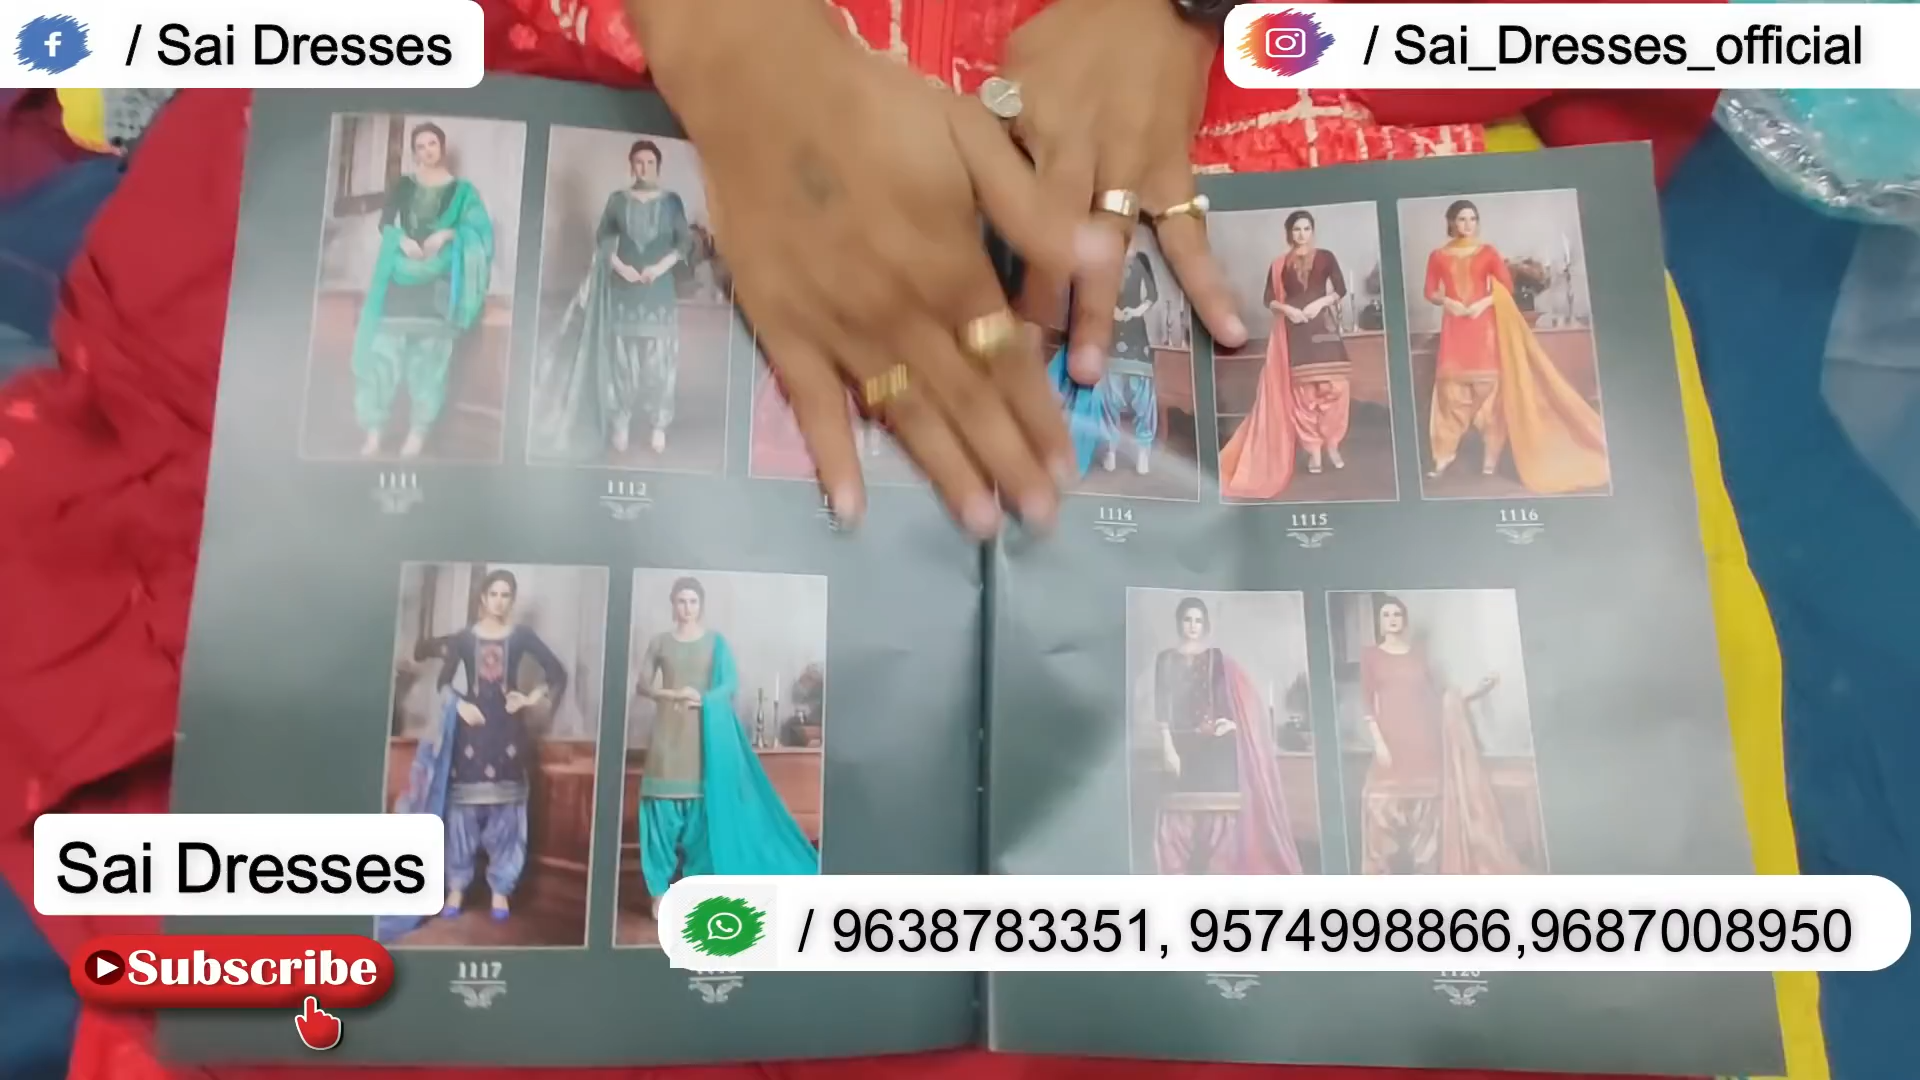 / Sai Dresses
/ Sai_Dresses_official
1111
1112
1114
1115
1116
Sai Dresses
/ 9638783351, 9574998866,9687008950
Subscribe
1117